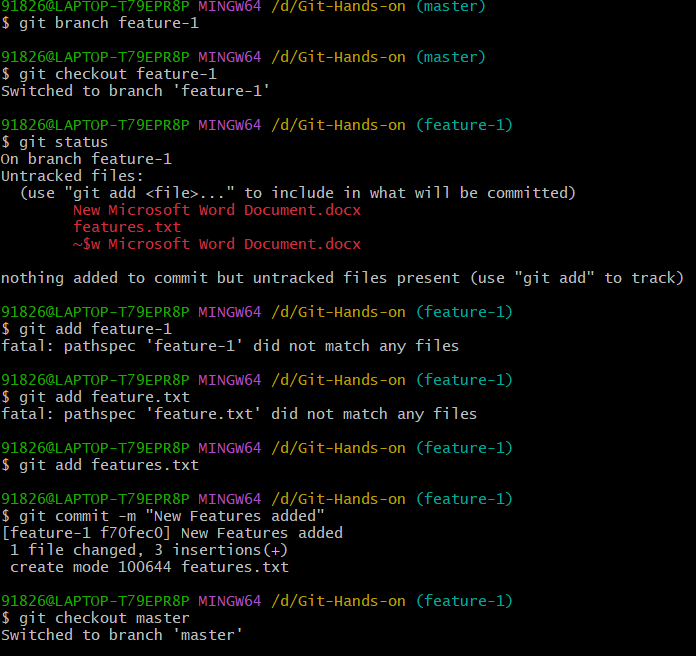 91826@LAPTOP-T79EPR8P MINGW64 /d/Git-Hands-on (master)
$ git branch feature-1
91826@LAPTOP-T79EPR8P MINGW64 /d/Git-Hands-on (master)
$ git checkout feature-1
Switched to branch 'feature-1'
91826@LAPTOP-T79EPR8P MINGW64 /d/Git-Hands-on (feature-1)
$ git status
On branch feature-1
Untracked files:
  (use "git add <file>..." to include in what will be committed)
        New Microsoft Word Document.docx
        features.txt
        ~$w Microsoft Word Document.docx
nothing added to commit but untracked files present (use "git add" to track)
91826@LAPTOP-T79EPR8P MINGW64 /d/Git-Hands-on (feature-1)
$ git add feature-1
fatal: pathspec 'feature-1' did not match any files
91826@LAPTOP-T79EPR8P MINGW64 /d/Git-Hands-on (feature-1)
$ git add feature.txt
fatal: pathspec 'feature.txt' did not match any files
91826@LAPTOP-T79EPR8P MINGW64 /d/Git-Hands-on (feature-1)
$ git add features.txt
91826@LAPTOP-T79EPR8P MINGW64 /d/Git-Hands-on (feature-1)
$ git commit -m "New Features added"
[feature-1 f70fec0] New Features added
 1 file changed, 3 insertions(+)
 create mode 100644 features.txt
91826@LAPTOP-T79EPR8P MINGW64 /d/Git-Hands-on (feature-1)
$ git checkout master
Switched to branch 'master'